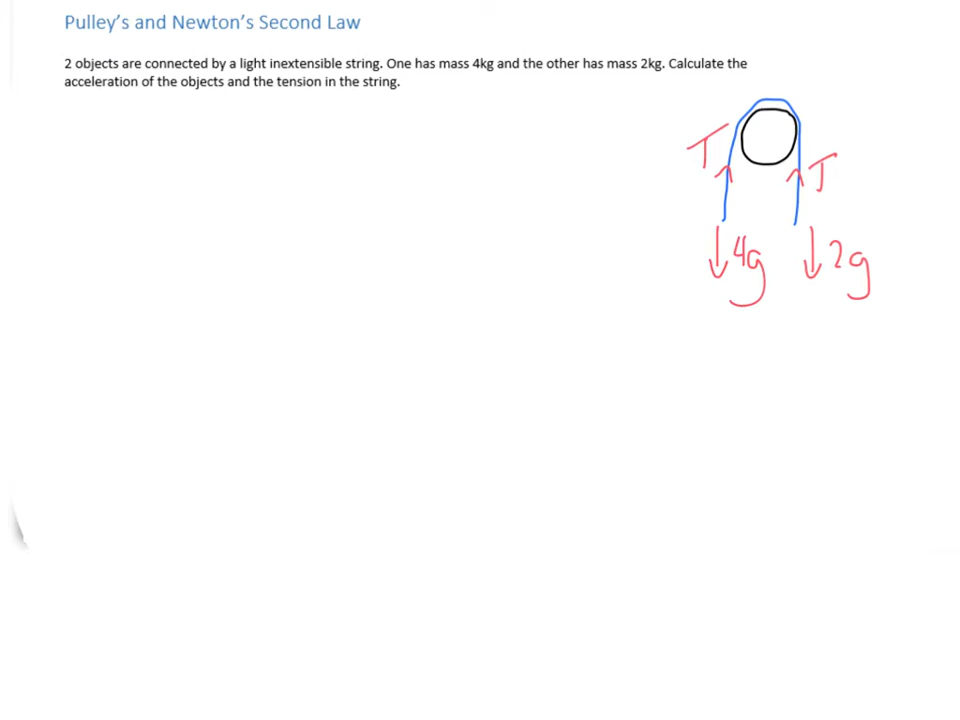 Pulley's and Newton's Second Law
2 objects are connected by a light inextensible string. One has mass 4kg and the other has mass 2kg. Calculate the
acceleration of the objects and the tension in the string.
T
T
4g
2g